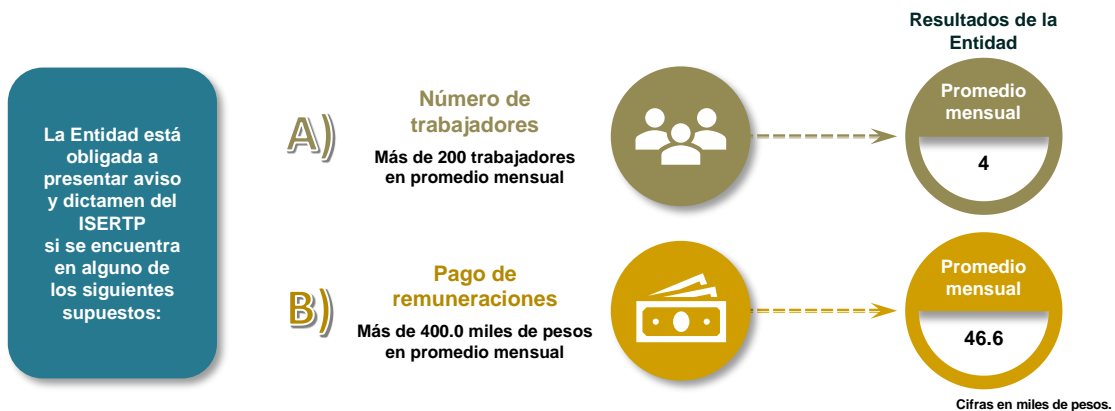 La Entidad está
obligada a
presentar aviso
y dictamen del
ISERTP
si se encuentra
en alguno de
los siguientes
supuestos:
A)
Número de
trabajadores
Más de 200 trabajadores
en promedio mensual
Resultados de la
Entidad
Promedio
mensual
4
B)
Pago de
remuneraciones
Más de 400.0 miles de pesos
en promedio mensual
Promedio
mensual
46.6
Cifras en miles de pesos.